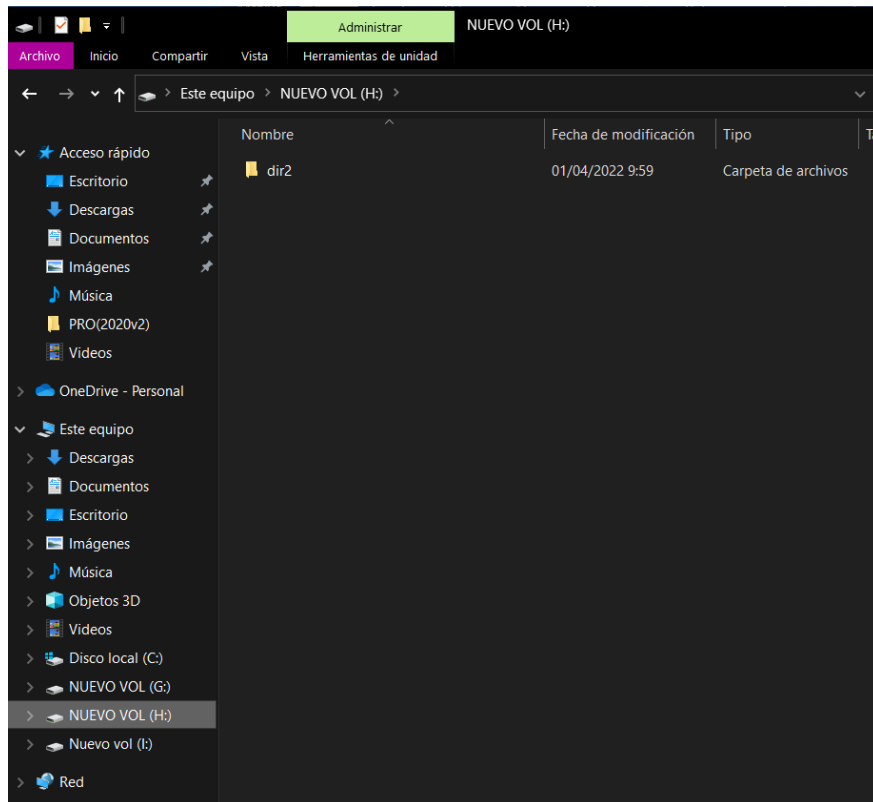 Administrar NUEVO VOL (H:)
Archivo Inicio Compartir Vista Herramientas de unidad
Este equipo > NUEVO VOL (H:) >
Nombre Fecha de modificación Tipo
dir2 01/04/2022 9:59 Carpeta de archivos
Acceso rápido
Escritorio
Descargas
Documentos
Imágenes
Música
PRO(2020v2)
Videos
OneDrive - Personal
Este equipo
Descargas
Documentos
Escritorio
Imágenes
Música
Objetos 3D
Videos
Disco local (C:)
NUEVO VOL (G:)
NUEVO VOL (H:)
Nuevo vol (I:)
Red